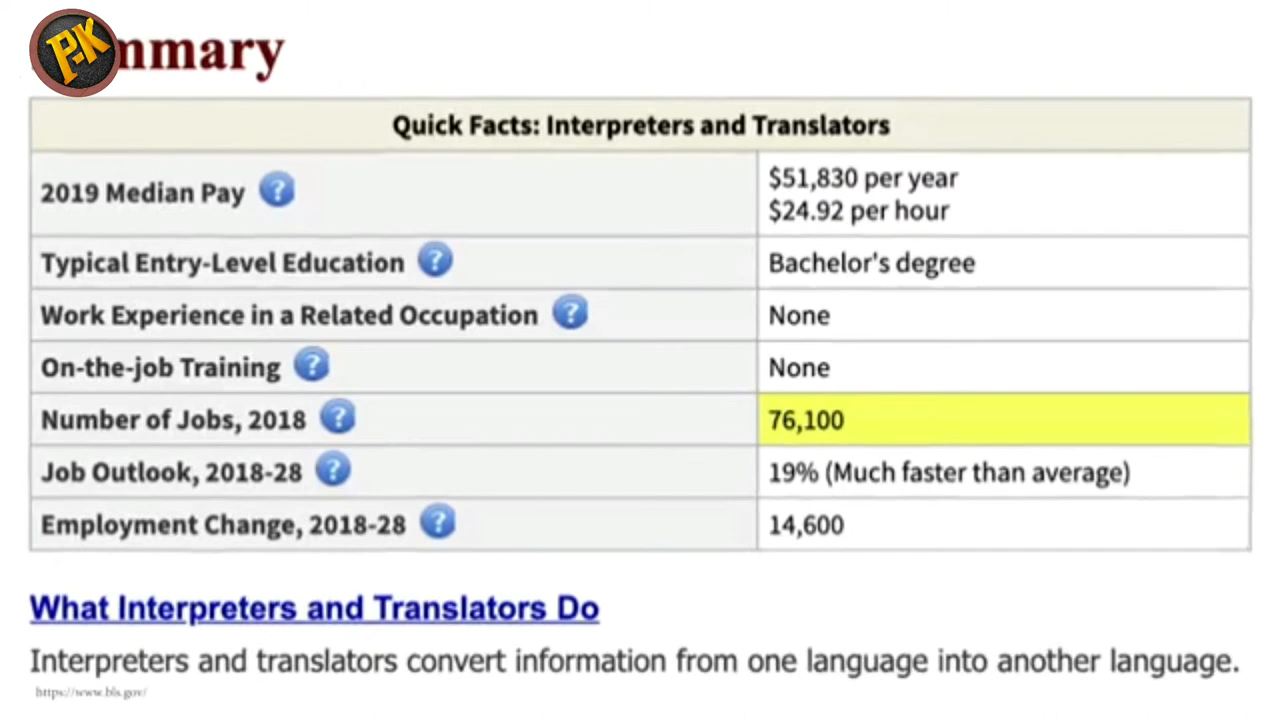 P-K
mmary
Quick Facts: Interpreters and Translators
2019 Median Pay ?
$51,830 per year
$24.92 per hour
Typical Entry-Level Education ?
Bachelor's degree
Work Experience in a Related Occupation ?
None
On-the-job Training ?
None
Number of Jobs, 2018 ?
76,100
Job Outlook, 2018-28 ?
19% (Much faster than average)
Employment Change, 2018-28 ?
14,600
What Interpreters and Translators Do
Interpreters and translators convert information from one language into another language.
https://www.bls.gov/